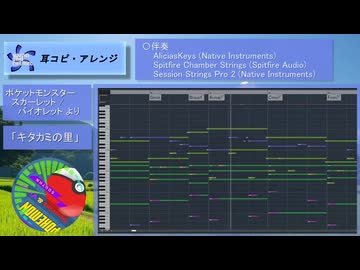 耳コピ・アレンジ
〇伴奏
AliciasKeys (Native Instruments)
Spitfire Chamber Strings (Spitfire Audio)
Session Strings Pro 2 (Native Instruments)
ポケットモンスター
スカーレット /
バイオレット より
「キタカミの里」
POKEMON